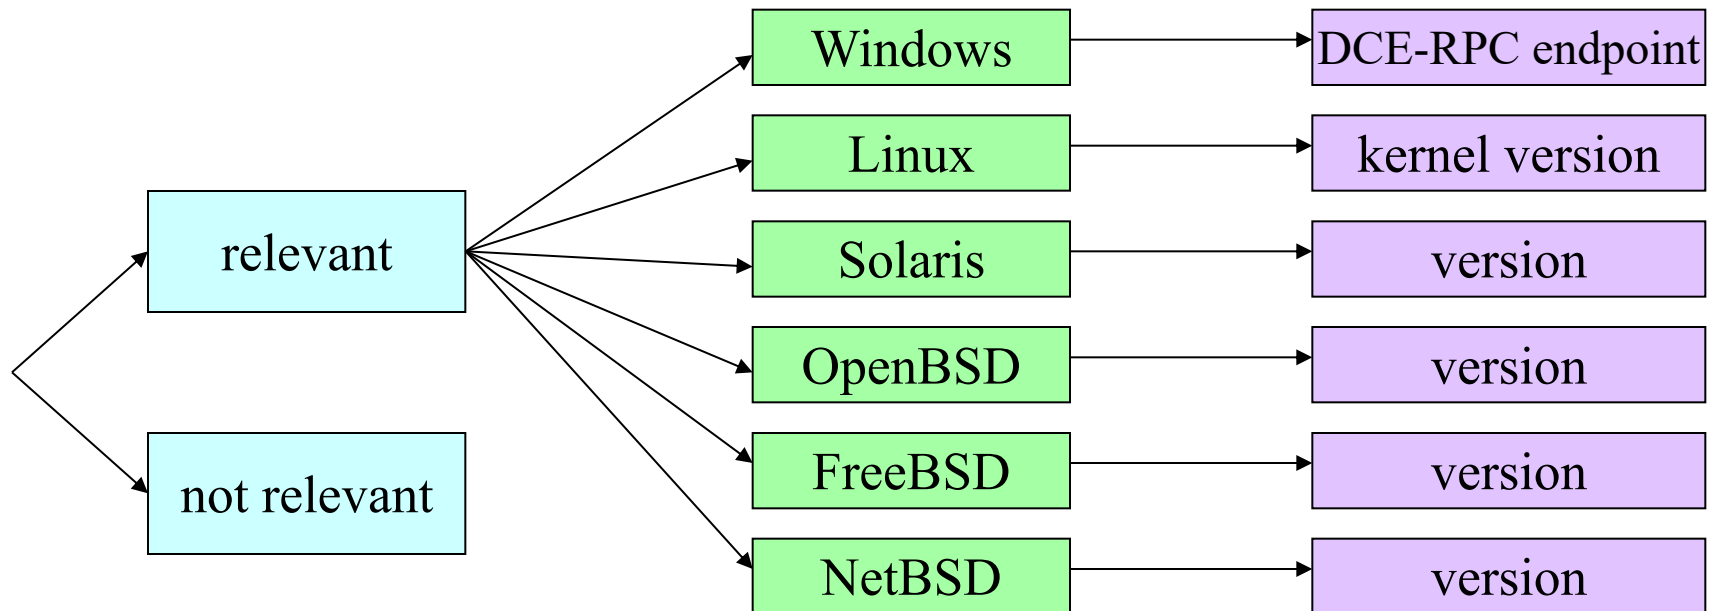 Windows
DCE-RPC endpoint
Linux
kernel version
relevant
Solaris
version
OpenBSD
version
not relevant
FreeBSD
version
NetBSD
version